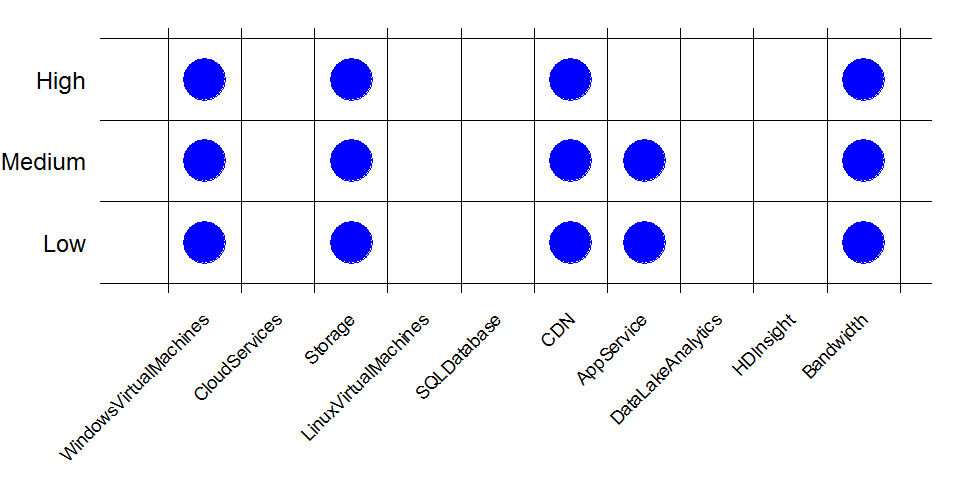 High
Medium
Low
WindowsVirtualMachines
CloudServices
Storage
LinuxVirtualMachines
SQLDatabase
CDN
AppService
DataLakeAnalytics
HDInsight
Bandwidth